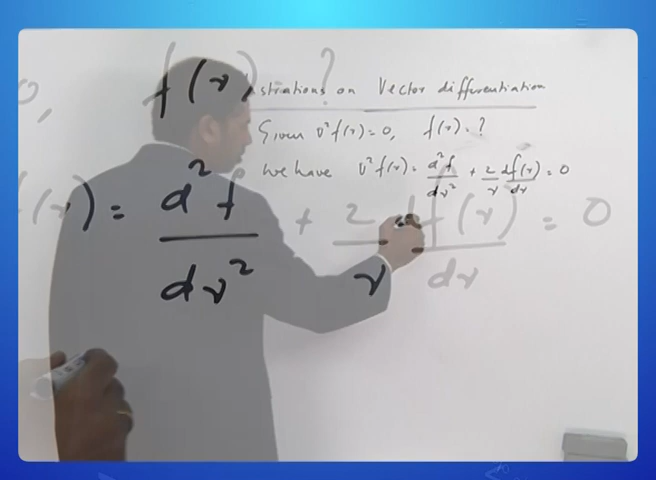 f(r) ?
strations on Vector differentiation
Given ∇²f(r)=0, f(r)=?
We have ∇²f(r)= d²f/dr² + 2/r df(r)/dr = 0
(r) = d²f/dr² + 2/r df(r)/dr = 0